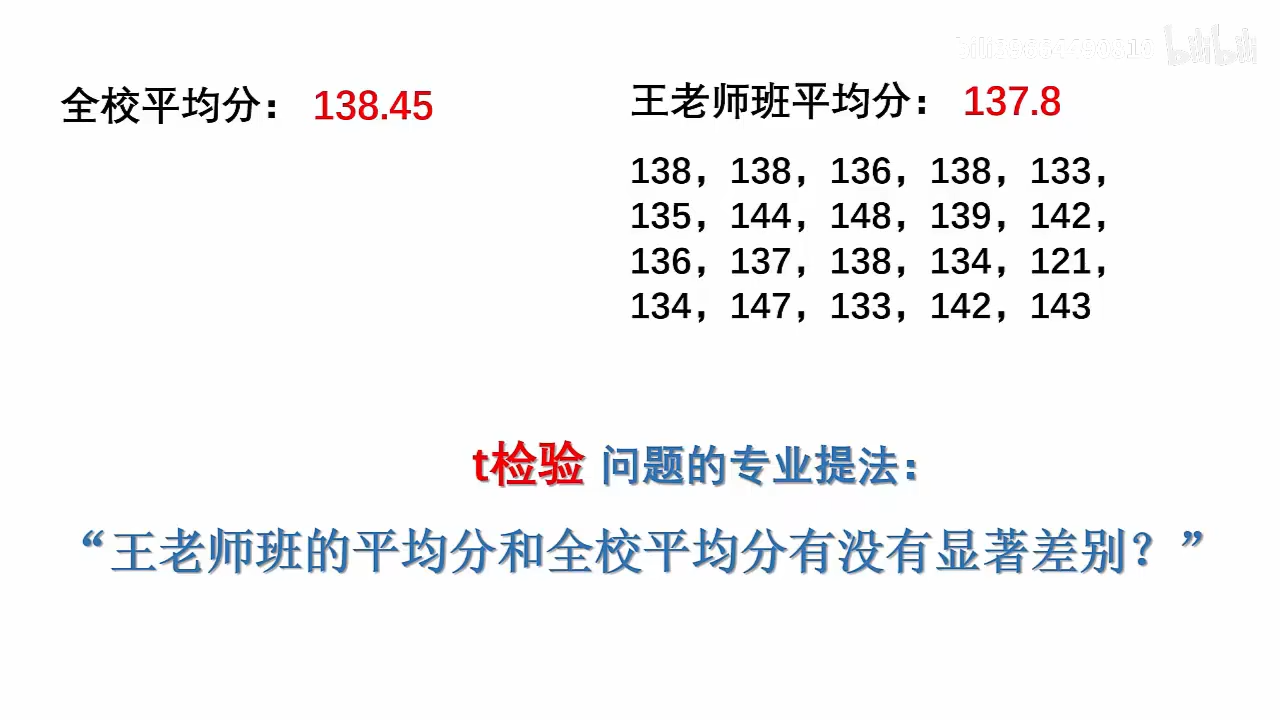 全校平均分： 138.45
王老师班平均分： 137.8
138，138，136，138，133，
135，144，148，139，142，
136，137，138，134，121，
134，147，133，142，143
t检验 问题的专业提法：
“王老师班的平均分和全校平均分有没有显著差别？”